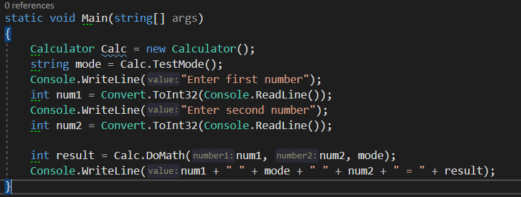 0 references
static void Main(string[] args)
{
Calculator Calc = new Calculator();
string mode = Calc.TestMode();
Console.WriteLine(value: "Enter first number");
int num1 = Convert.ToInt32(Console.ReadLine());
Console.WriteLine(value: "Enter second number");
int num2 = Convert.ToInt32(Console.ReadLine());
int result = Calc.DoMath(number1: num1, number2: num2, mode);
Console.WriteLine(value: num1 + " " + mode + " " + num2 + " = " + result);
}